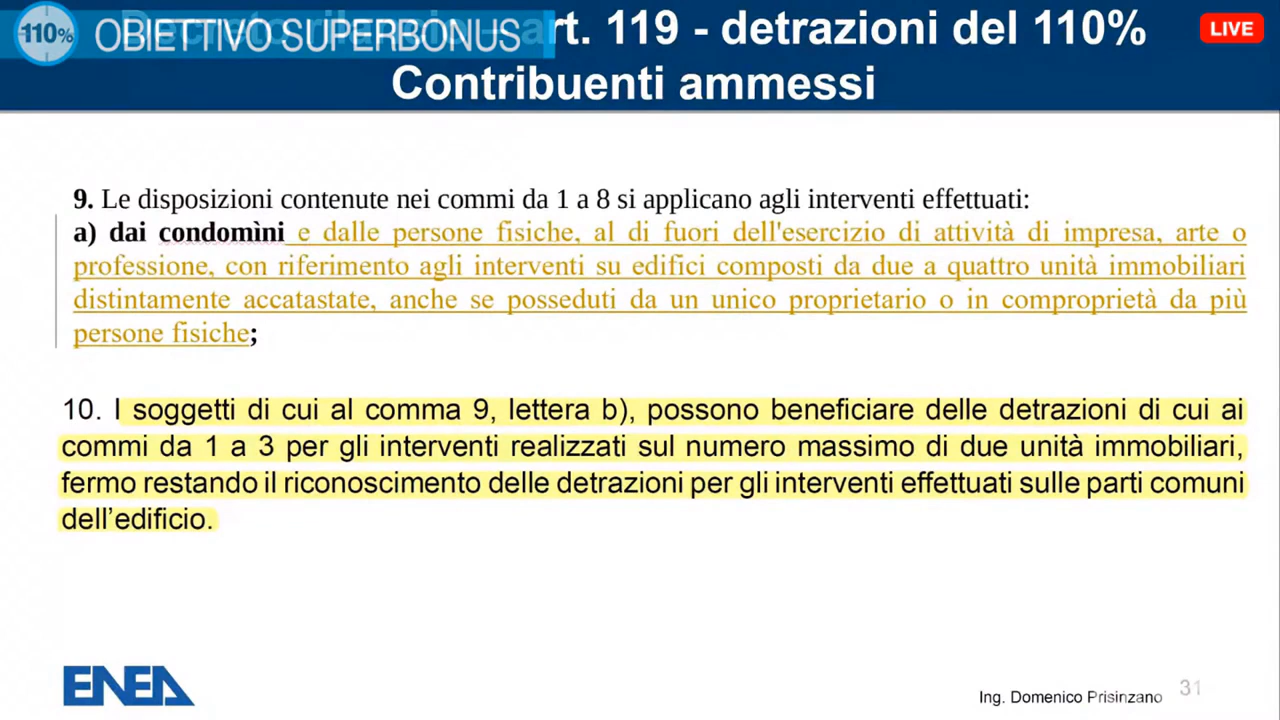 110% OBIETTIVO SUPERBONUS
art. 119 - detrazioni del 110%
LIVE
Contribuenti ammessi
9. Le disposizioni contenute nei commi da 1 a 8 si applicano agli interventi effettuati:
a) dai condomìni e dalle persone fisiche, al di fuori dell'esercizio di attività di impresa, arte o
professione, con riferimento agli interventi su edifici composti da due a quattro unità immobiliari
distintamente accatastate, anche se posseduti da un unico proprietario o in comproprietà da più
persone fisiche;
10. I soggetti di cui al comma 9, lettera b), possono beneficiare delle detrazioni di cui ai
commi da 1 a 3 per gli interventi realizzati sul numero massimo di due unità immobiliari,
fermo restando il riconoscimento delle detrazioni per gli interventi effettuati sulle parti comuni
dell’edificio.
ENEA
Ing. Domenico Prisinzano
31